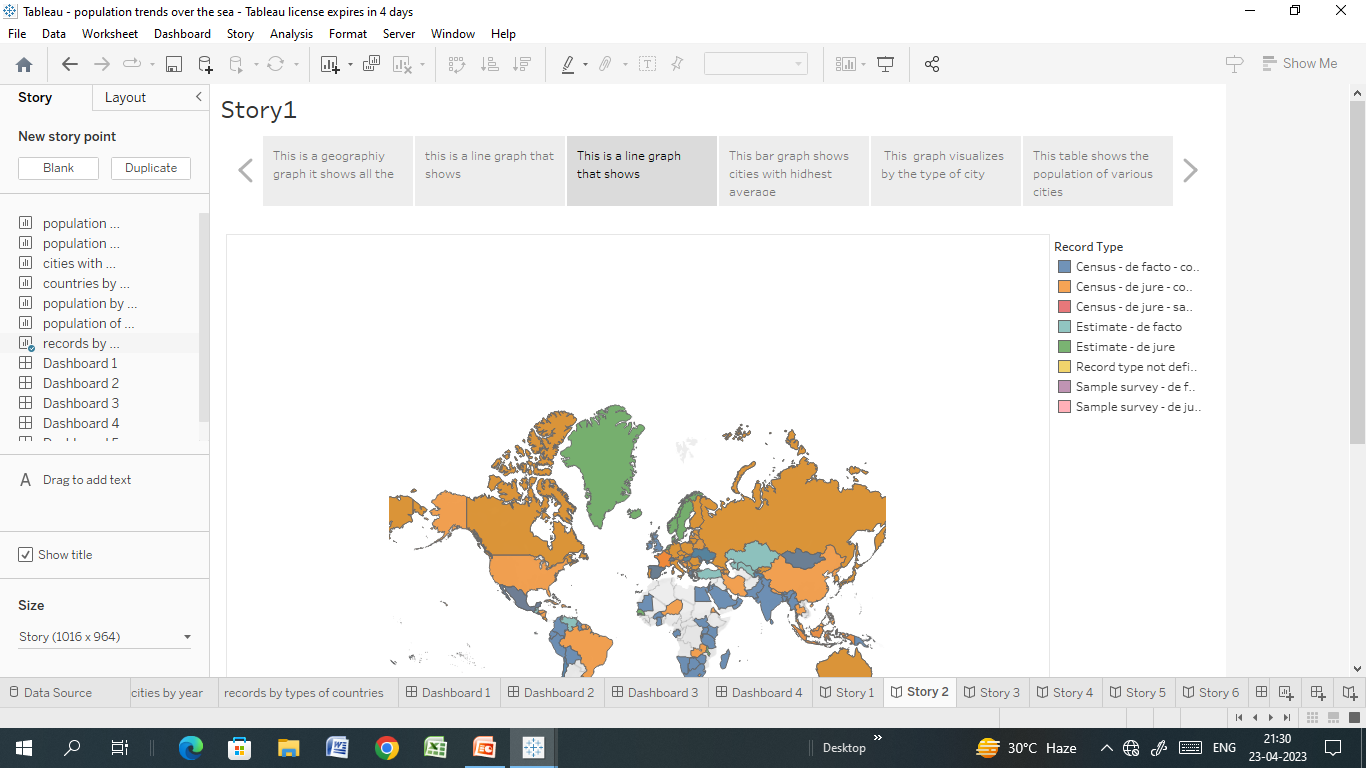 Tableau - population trends over the sea - Tableau license expires in 4 days
File Data Worksheet Dashboard Story Analysis Format Server Window Help
Show Me
Story Layout
New story point
Blank Duplicate
population ...
population ...
cities with ...
countries by ...
population by ...
population of ...
records by ...
Dashboard 1
Dashboard 2
Dashboard 3
Dashboard 4
A Drag to add text
Show title
Size
Story (1016 x 964)
Story1
This is a geographiy
graph it shows all the
this is a line graph that
shows
This is a line graph
that shows
This bar graph shows
cities with hidhest
average
This graph visualizes
by the type of city
This table shows the
population of various
cities
Record Type
Census - de facto - co..
Census - de jure - co..
Census - de jure - sa..
Estimate - de facto
Estimate - de jure
Record type not defi..
Sample survey - de f..
Sample survey - de ju..
Data Source cities by year records by types of countries Dashboard 1 Dashboard 2 Dashboard 3 Dashboard 4 Story 1 Story 2 Story 3 Story 4 Story 5 Story 6
Desktop 30°C Haze ENG 21:30
23-04-2023